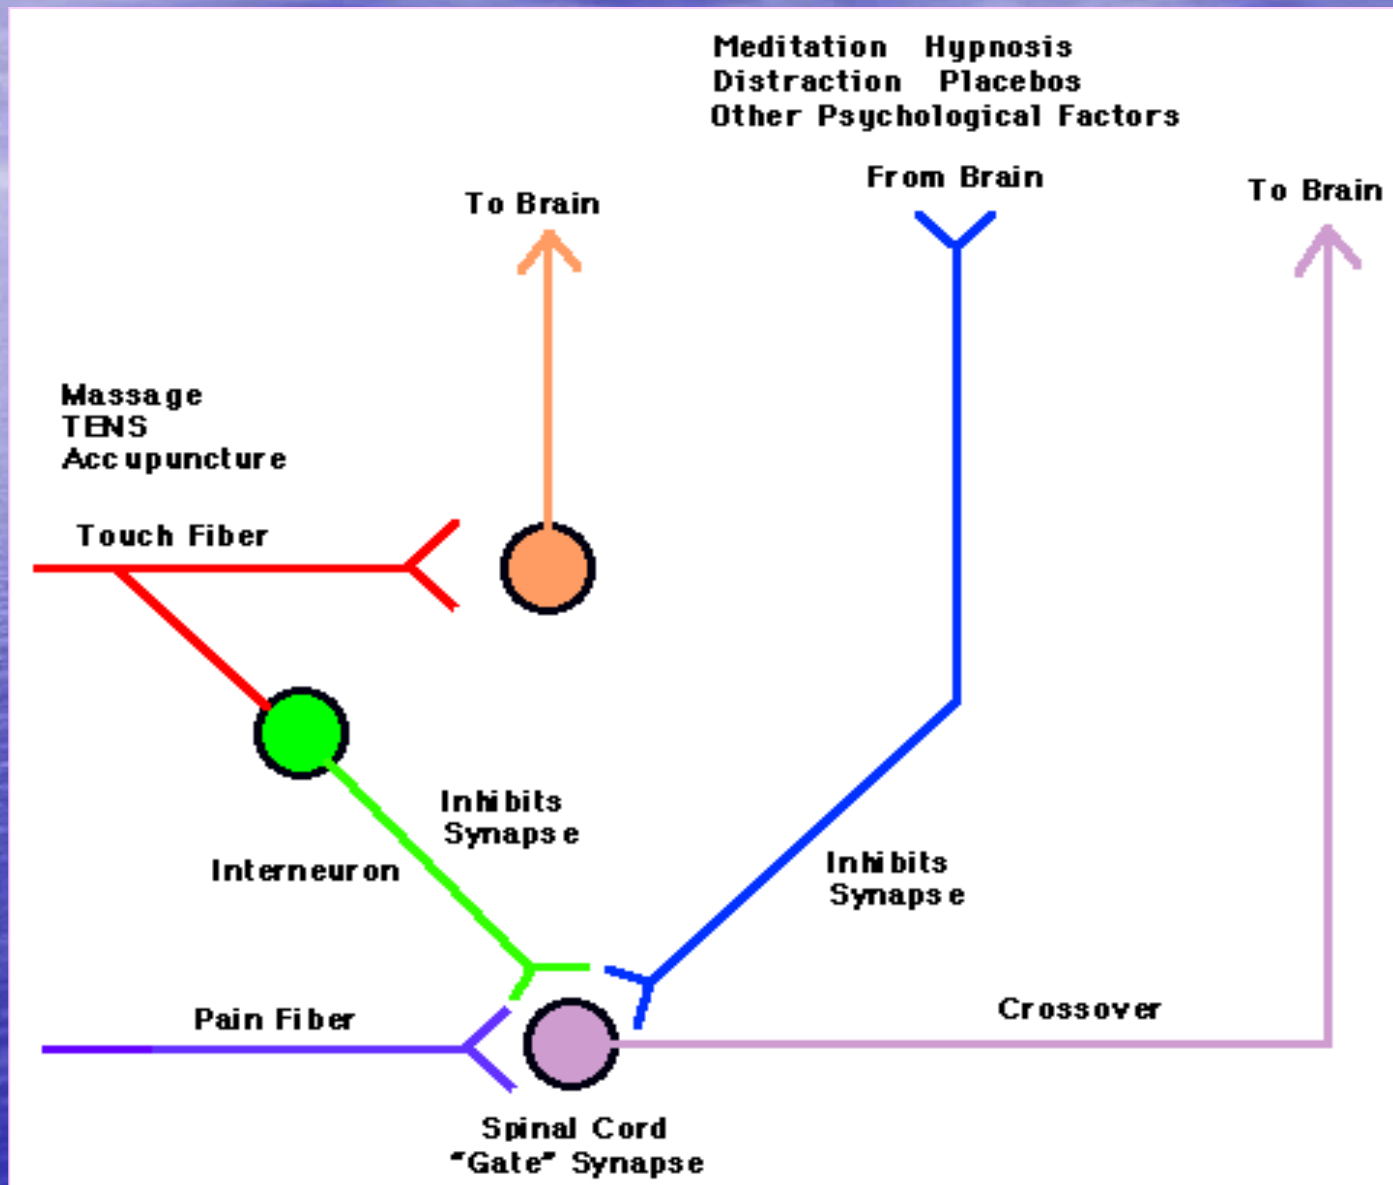 Meditation Hypnosis
Distraction Placebos
Other Psychological Factors
From Brain
To Brain
To Brain
Massage
TENS
Accupuncture
Touch Fiber
Inhibits
Synapse
Interneuron
Inhibits
Synapse
Pain Fiber
Crossover
Spinal Cord
"Gate" Synapse